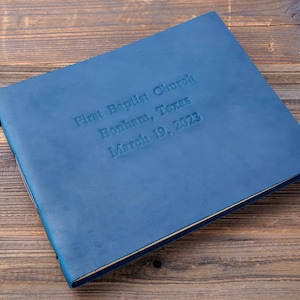 First Baptist Church
Bonham, Texas
March 19, 2023